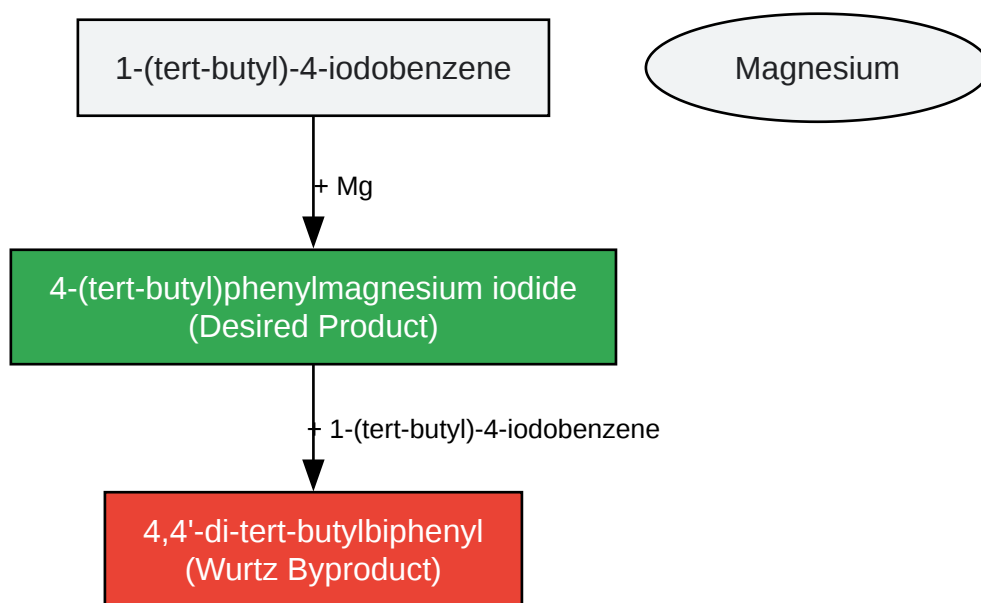 1-(tert-butyl)-4-iodobenzene
Magnesium
+ Mg
4-(tert-butyl)phenylmagnesium iodide
(Desired Product)
+ 1-(tert-butyl)-4-iodobenzene
4,4'-di-tert-butylbiphenyl
(Wurtz Byproduct)